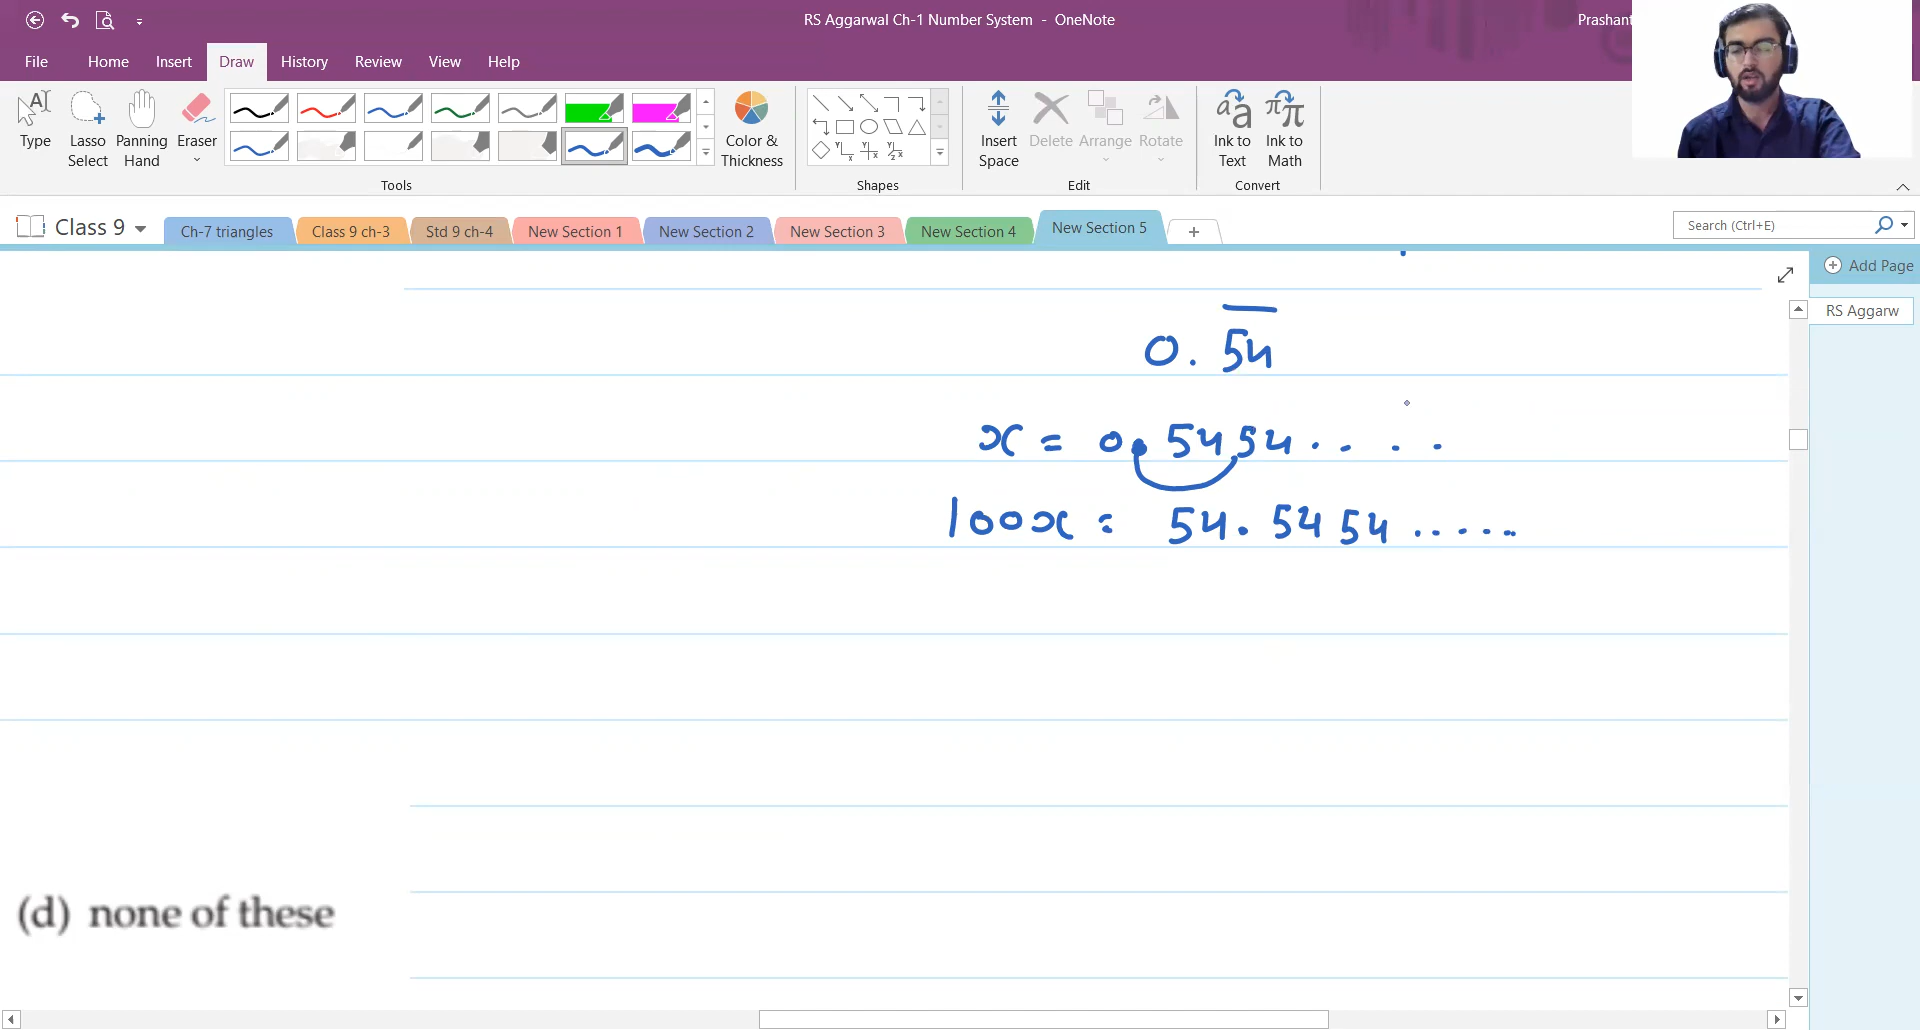 RS Aggarwal Ch-1 Number System - OneNote
Prashant
File Home Insert Draw History Review View Help
Type
Lasso Select
Panning Hand
Eraser
Color & Thickness
Insert Space
Delete
Arrange
Rotate
Ink to Text
Ink to Math
Tools
Shapes
Edit
Convert
Class 9
Ch-7 triangles
Class 9 ch-3
Std 9 ch-4
New Section 1
New Section 2
New Section 3
New Section 4
New Section 5
+
Search (Ctrl+E)
Add Page
RS Aggarw
0.5̅4̅
x = 0.5454....
100x = 54.5454.....
(d) none of these